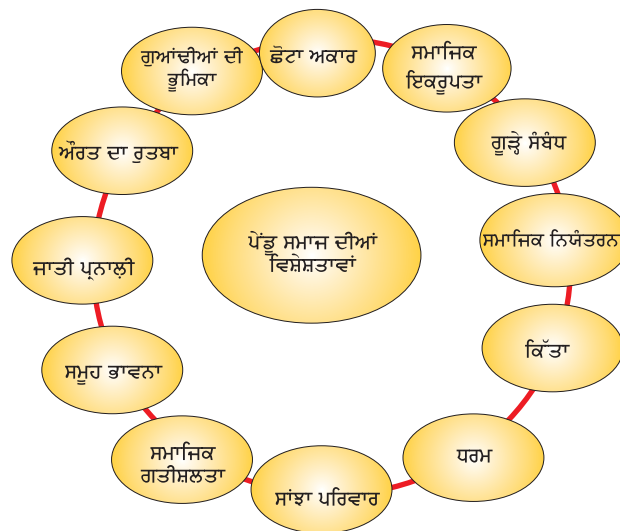 ਛੋਟਾ ਅਕਾਰ
ਸਮਾਜਿਕ
ਇਕਰੂਪਤਾ
ਗੂੜ੍ਹੇ ਸੰਬੰਧ
ਸਮਾਜਿਕ ਨਿਯੰਤਰਨ
ਕਿੱਤਾ
ਧਰਮ
ਸਾਂਝਾ ਪਰਿਵਾਰ
ਸਮਾਜਿਕ
ਗਤੀਸ਼ਲਤਾ
ਸਮੂਹ ਭਾਵਨਾ
ਜਾਤੀ ਪ੍ਰਨਾਲ਼ੀ
ਔਰਤ ਦਾ ਰੁਤਬਾ
ਗੁਆਂਢੀਆਂ ਦੀ
ਭੂਮਿਕਾ
ਪੇਂਡੂ ਸਮਾਜ ਦੀਆਂ
ਵਿਸ਼ੇਸ਼ਤਾਵਾਂ